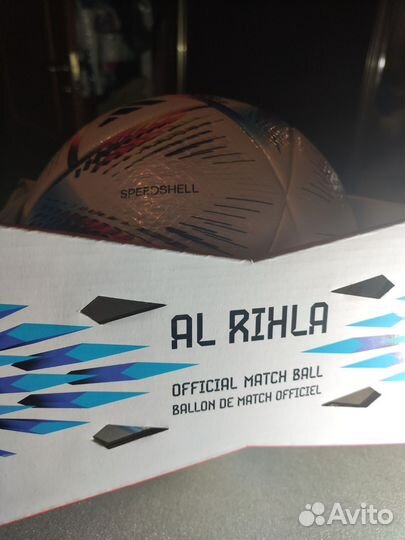 SPEEDSHELL
AL RIHLA
OFFICIAL MATCH BALL
BALLON DE MATCH OFFICIEL
Avito